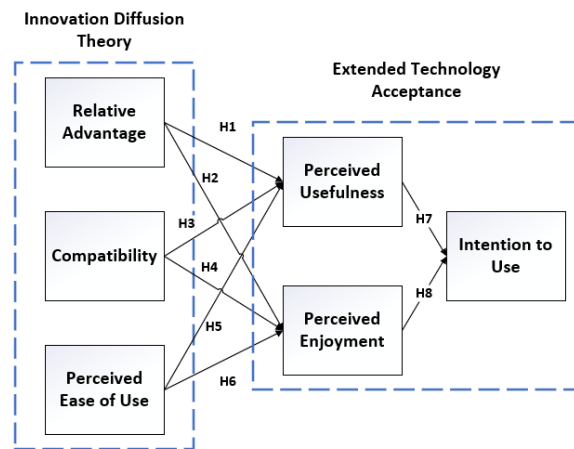 Innovation Diffusion
Theory
Extended Technology
Acceptance
Relative
Advantage
H1
Perceived
Usefulness
H2
H3
H7
Compatibility
Intention to
Use
H4
H8
H5
Perceived
Enjoyment
Perceived
Ease of Use
H6